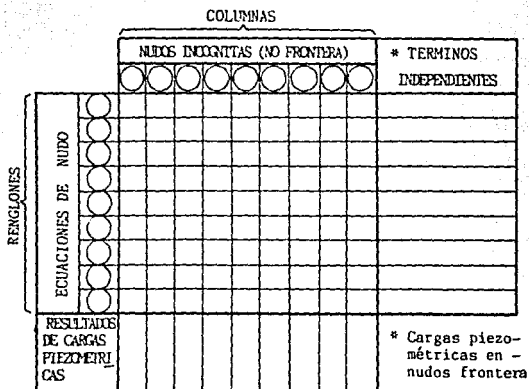 COLUMNAS
NUDOS INCOGNITAS (NO FRONTERA)
* TERMINOS
INDEPENDIENTES
RENGLONES
ECUACIONES DE NUDO
RESULTADOS
DE CARGAS
PIEZOMETRI
CAS
* Cargas piezo-
métricas en -
nudos frontera